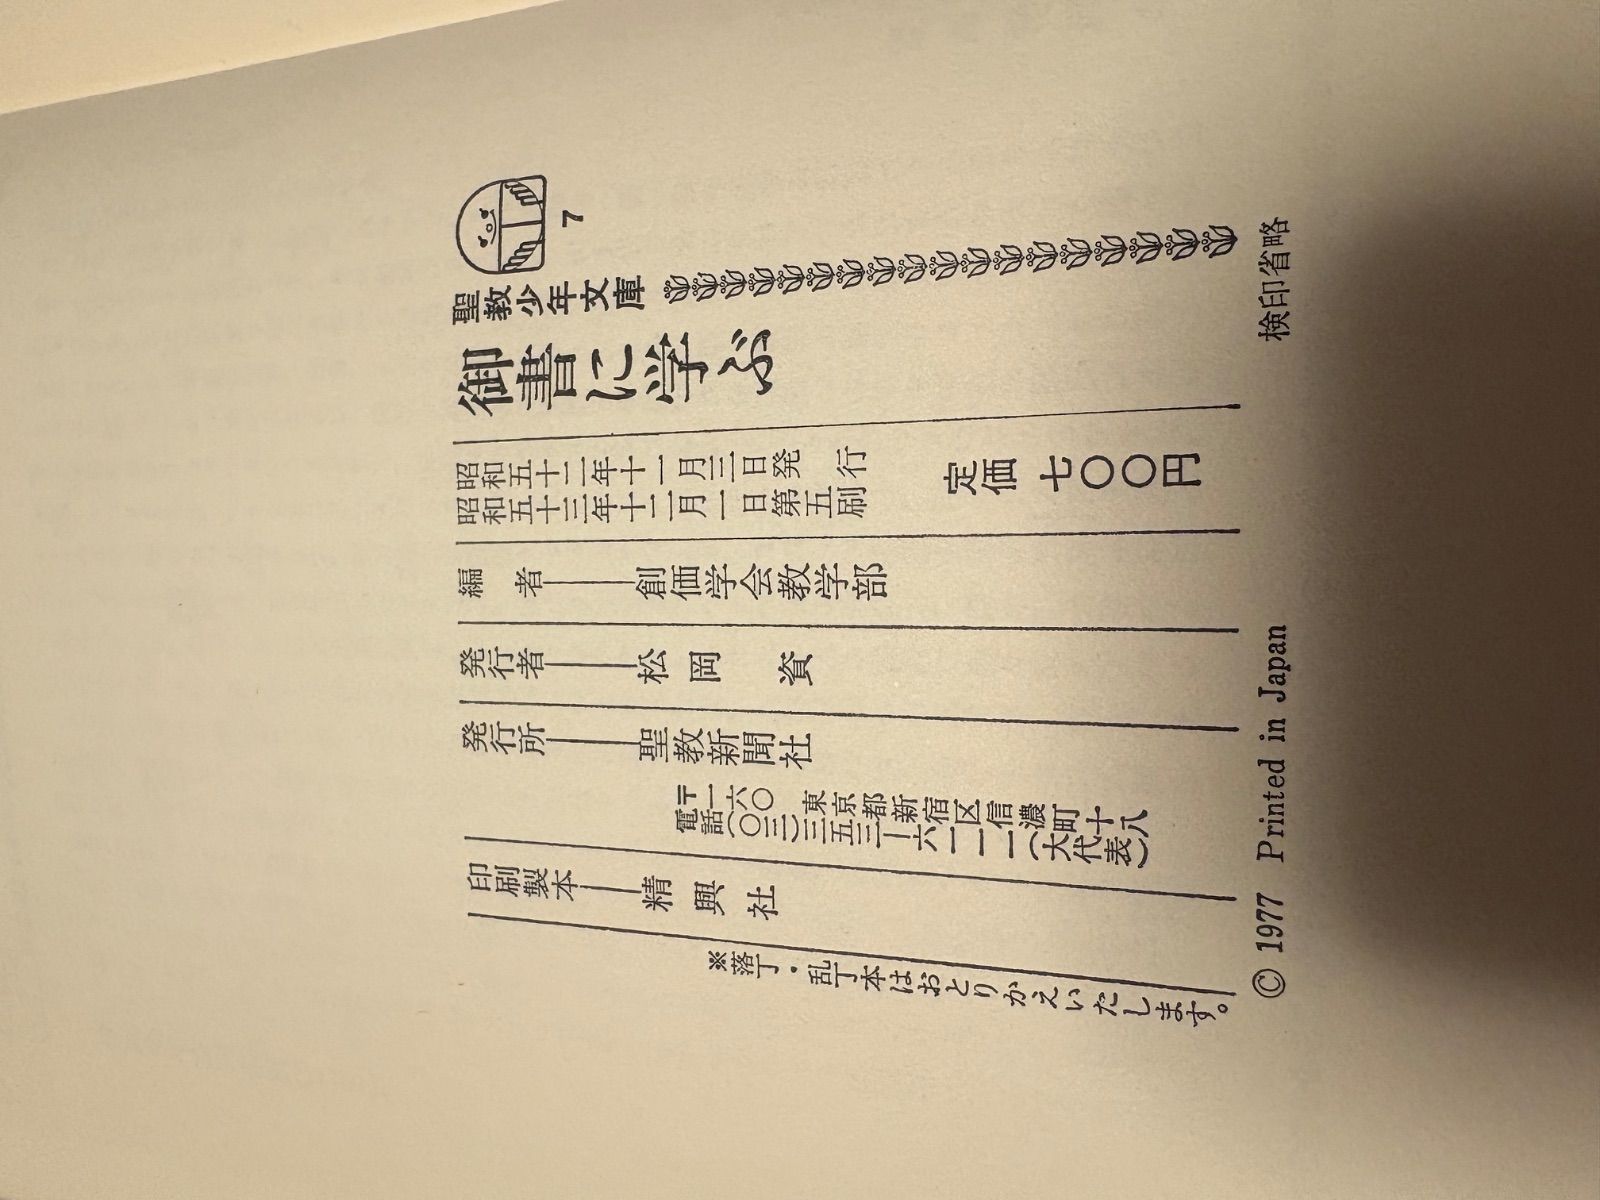 7
聖教少年文庫
御書に学ぶ
検印省略
昭和五十二年十一月三日発行
昭和五十三年十二月一日第五刷
定価 七〇〇円
編者――創価学会教学部
発行者――松岡 資
発行所――聖教新聞社
〒一六〇 東京都新宿区信濃町十八
電話(〇三)三五三―六一一一(大代表)
印刷製本――精興社
※落丁・乱丁本はおとりかえいたします。
© 1977 Printed in Japan